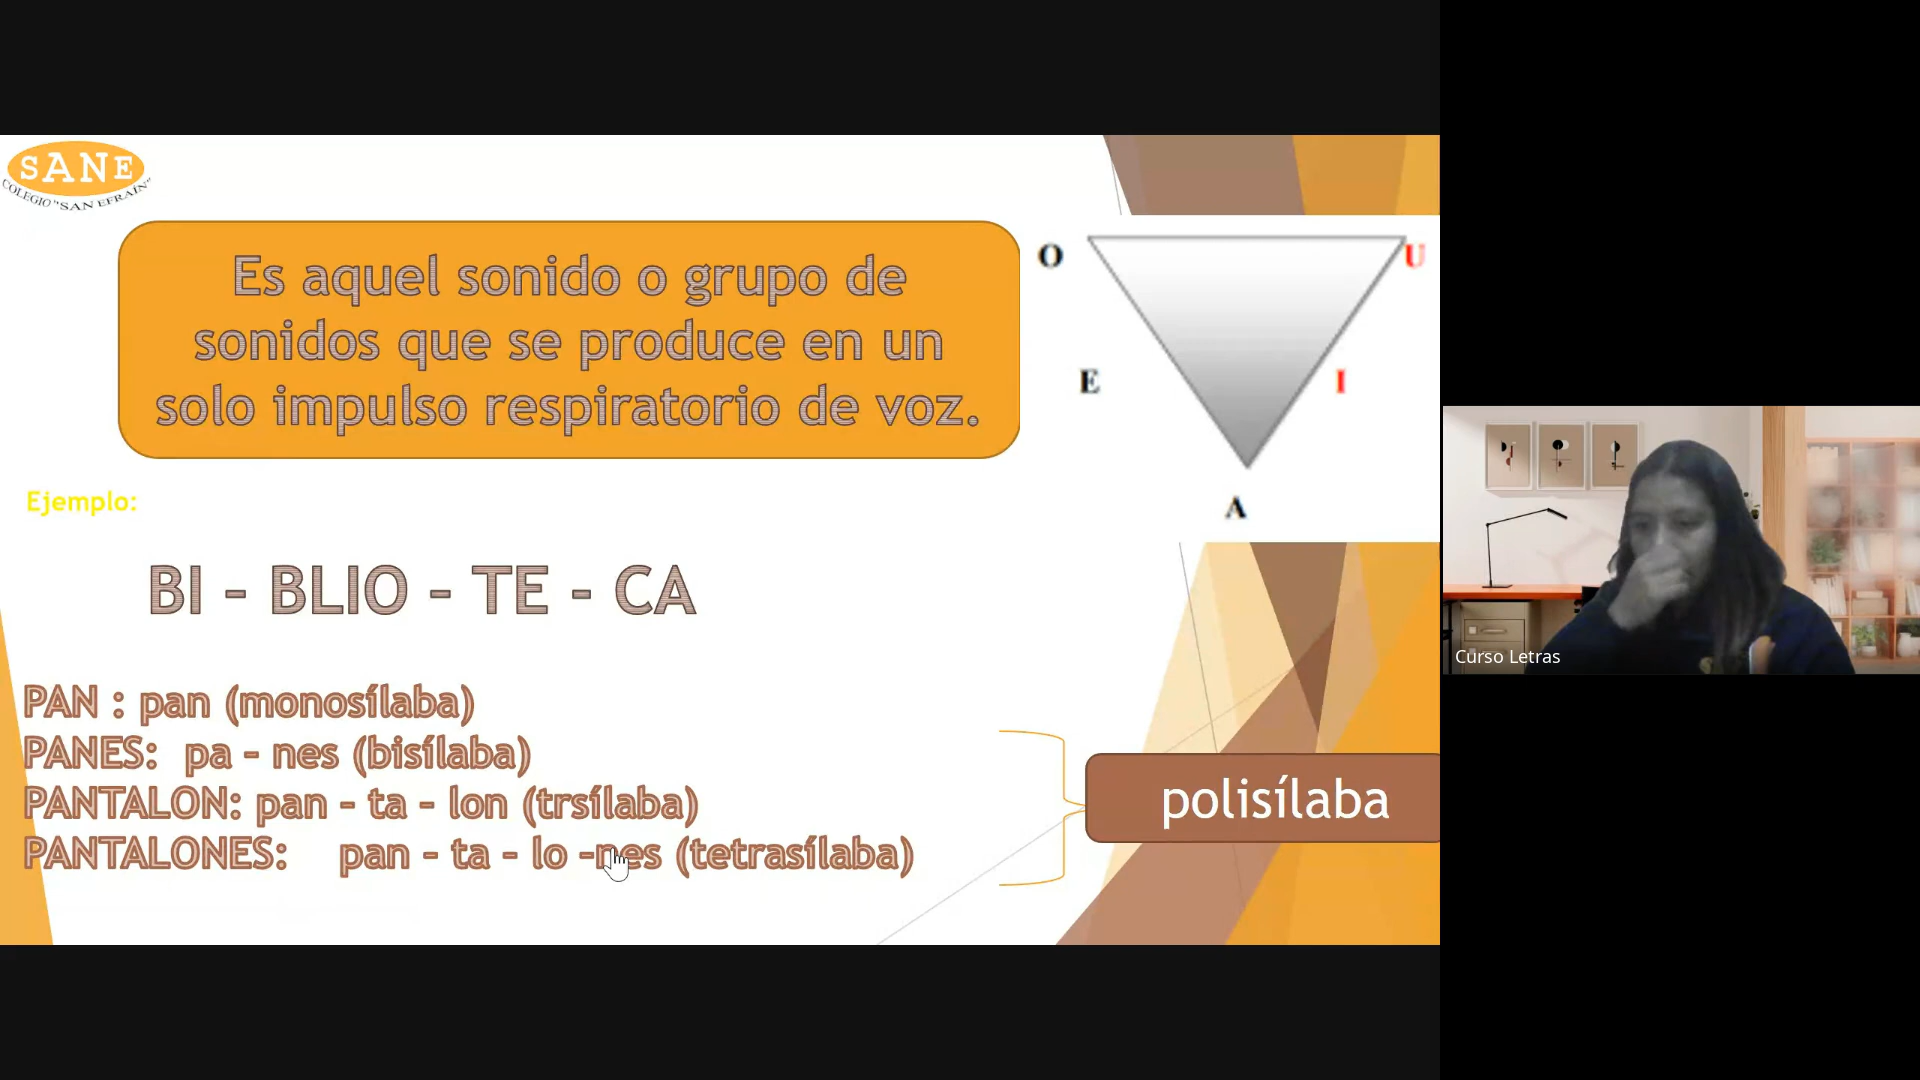 SANE
COLEGIO "SAN EFRAÍN"
Es aquel sonido o grupo de
sonidos que se produce en un
solo impulso respiratorio de voz.
O
U
E
I
A
Ejemplo:
BI - BLIO - TE - CA
PAN : pan (monosílaba)
PANES: pa - nes (bisílaba)
PANTALON: pan - ta - lon (trsílaba)
PANTALONES: pan - ta - lo -nes (tetrasílaba)
polisílaba
Curso Letras